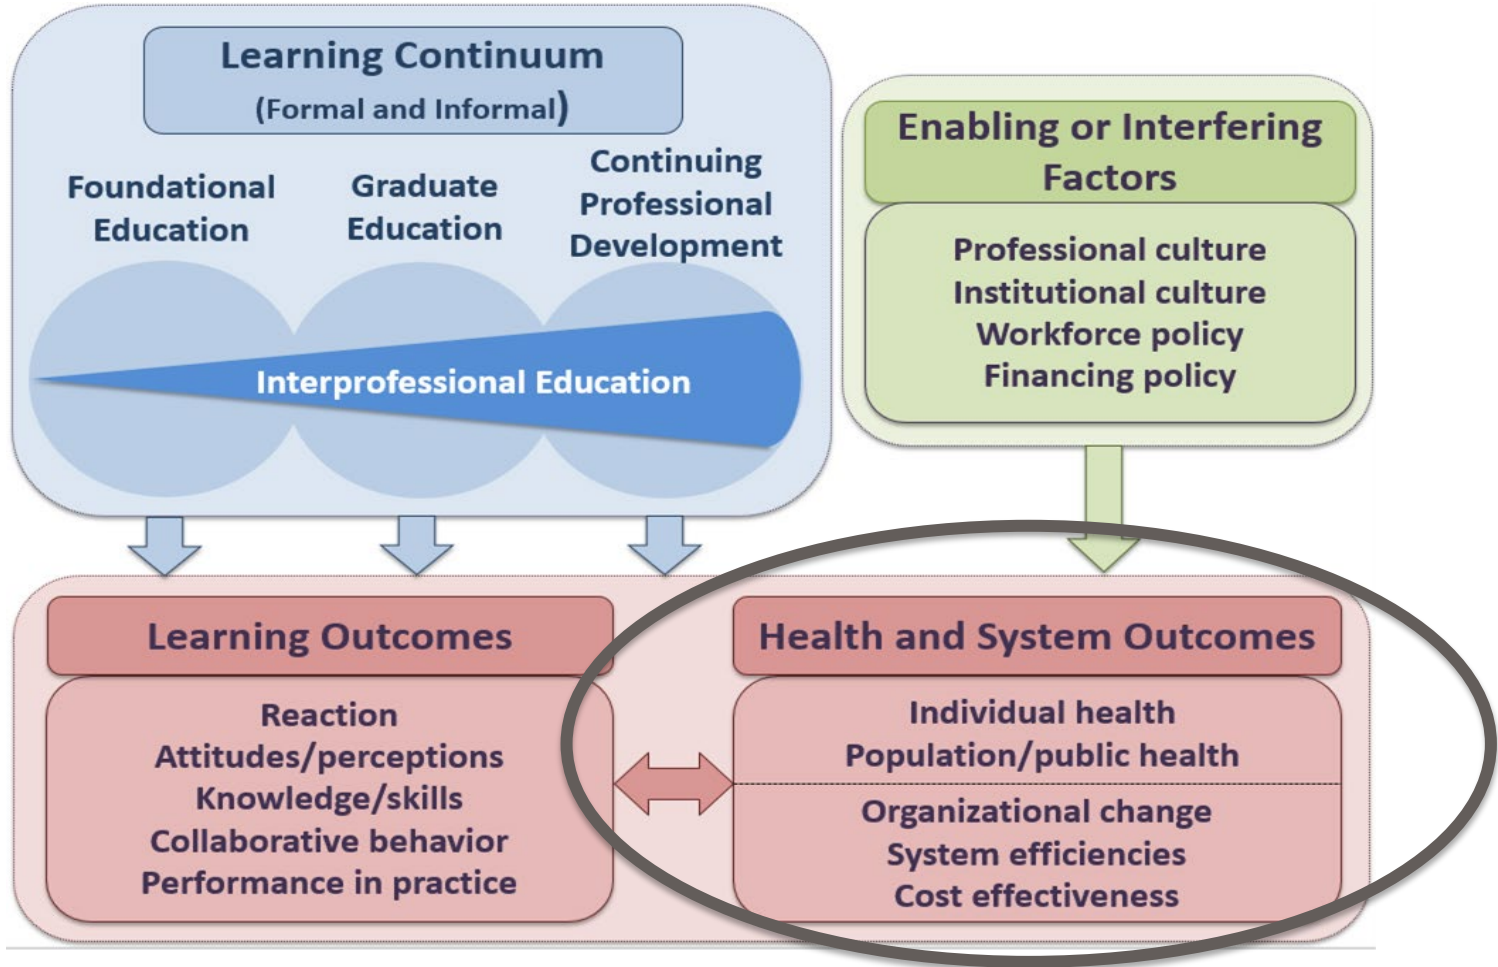 Learning Continuum
(Formal and Informal)
Foundational
Education
Graduate
Education
Continuing
Professional
Development
Interprofessional Education
Enabling or Interfering
Factors
Professional culture
Institutional culture
Workforce policy
Financing policy
Learning Outcomes
Reaction
Attitudes/perceptions
Knowledge/skills
Collaborative behavior
Performance in practice
Health and System Outcomes
Individual health
Population/public health
Organizational change
System efficiencies
Cost effectiveness